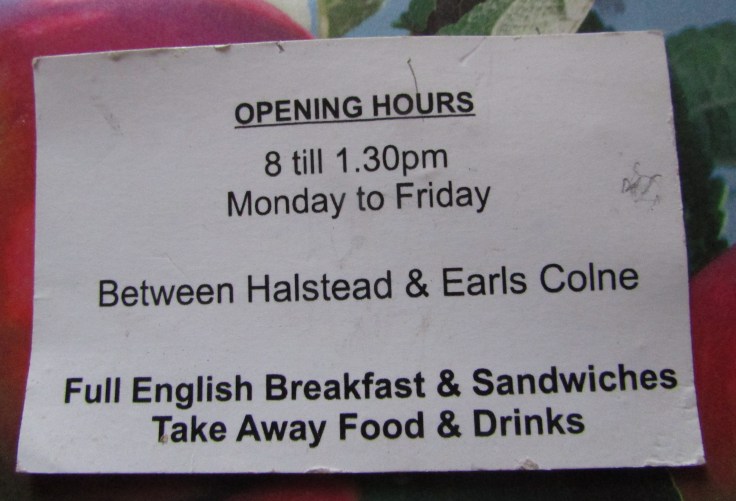 OPENING HOURS
8 till 1.30pm
Monday to Friday
Between Halstead & Earls Colne
Full English Breakfast & Sandwiches
Take Away Food & Drinks